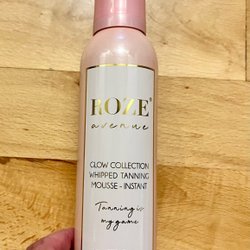 ROZE®
avenue
GLOW COLLECTION
WHIPPED TANNING
MOUSSE - INSTANT
Tanning is
my game